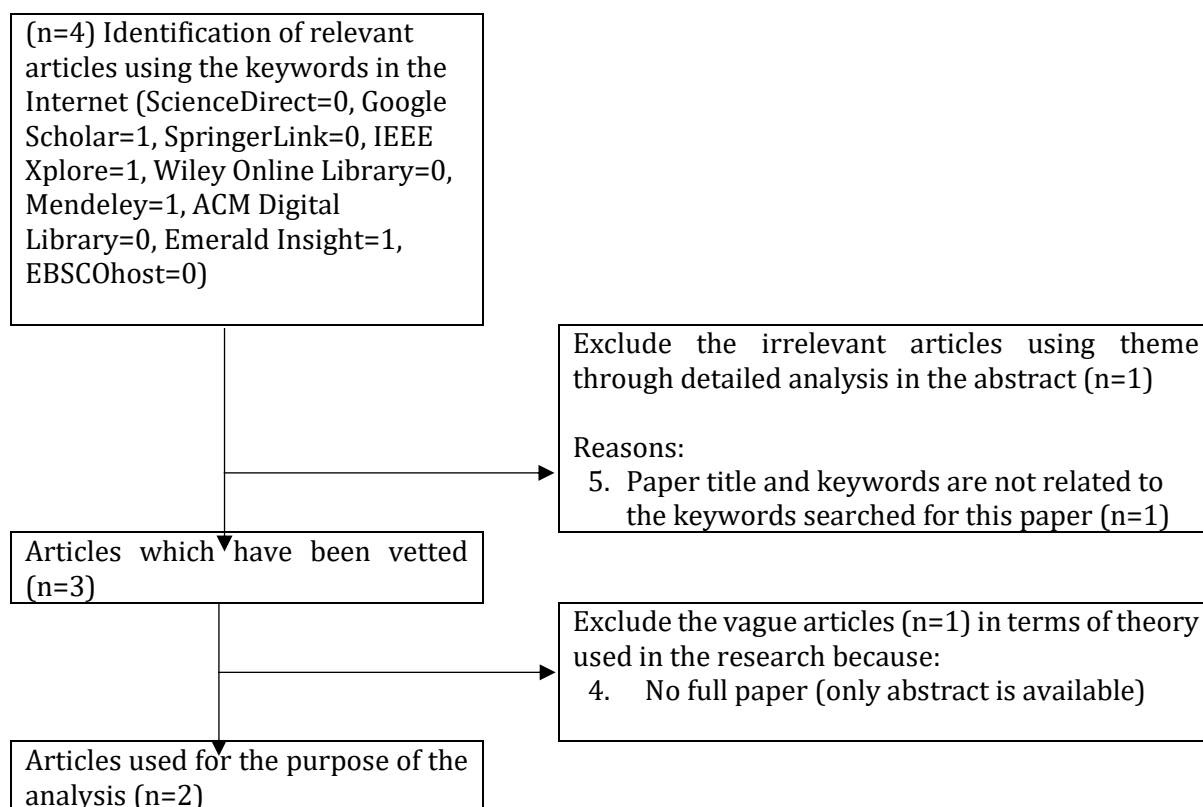 (n=4) Identification of relevant
articles using the keywords in the
Internet (ScienceDirect=0, Google
Scholar=1, SpringerLink=0, IEEE
Xplore=1, Wiley Online Library=0,
Mendeley=1, ACM Digital
Library=0, Emerald Insight=1,
EBSCOhost=0)
Exclude the irrelevant articles using theme
through detailed analysis in the abstract (n=1)
Reasons:
5. Paper title and keywords are not related to
the keywords searched for this paper (n=1)
Articles which have been vetted
(n=3)
Exclude the vague articles (n=1) in terms of theory
used in the research because:
4. No full paper (only abstract is available)
Articles used for the purpose of the
analysis (n=2)